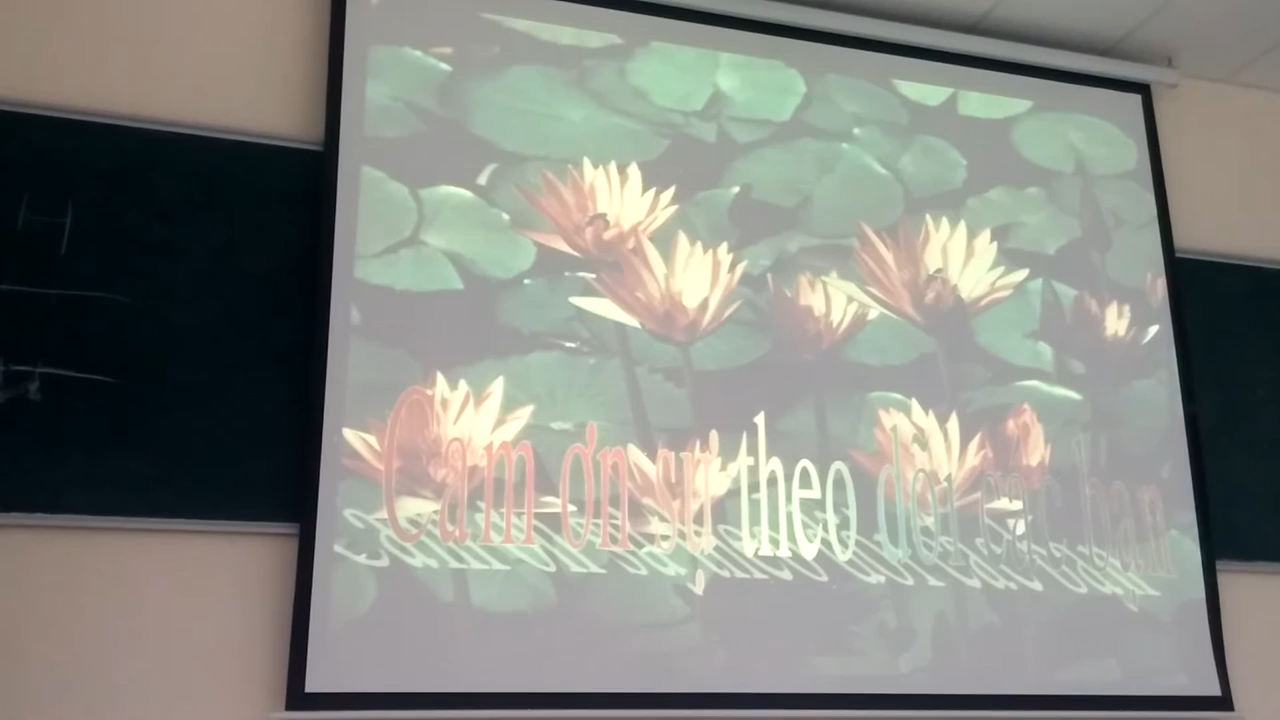 H
Cảm ơn sự theo dõi các bạn